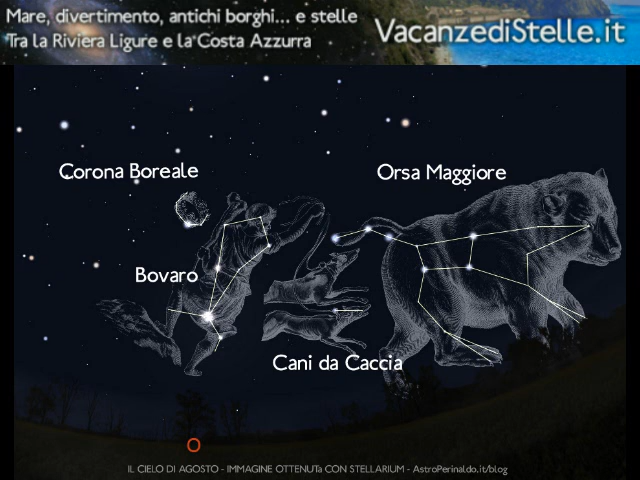 Mare, divertimento, antichi borghi... e stelle
Tra la Riviera Ligure e la Costa Azzurra
VacanzediStelle.it
Corona Boreale
Orsa Maggiore
Bovaro
Cani da Caccia
O
IL CIELO DI AGOSTO - IMMAGINE OTTENUTa CON STELLARIUM - AstroPerinaldo.it/blog